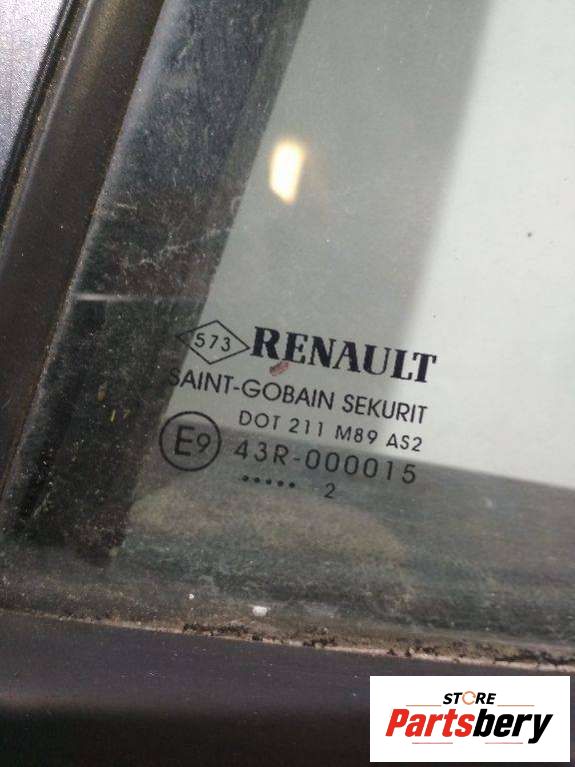 573 RENAULT
SAINT-GOBAIN SEKURIT
DOT 211 M89 AS2
E9 43R-000015
..... 2
STORE
Partsbery